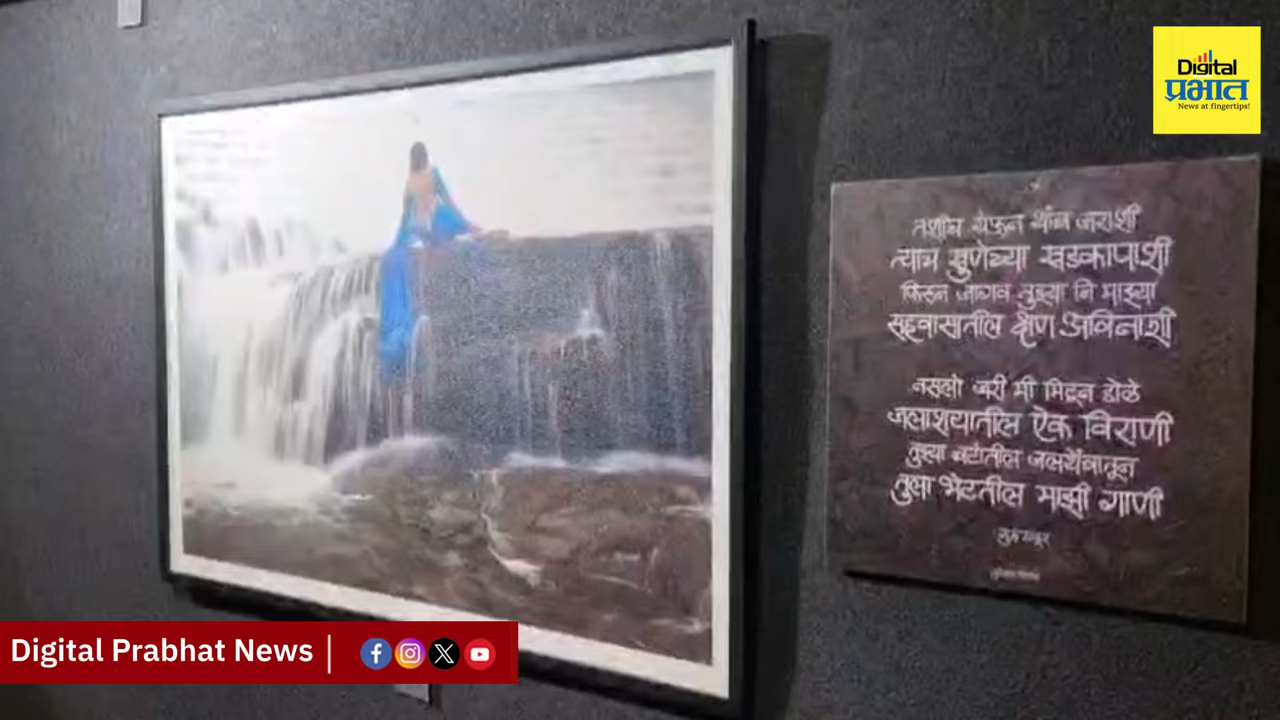 Digital
प्रभात
News at fingertips!
तशीच येऊन थांब जराशी
त्याच खुणेच्या खडकापाशी
फिरून जागव तुझ्या नि माझ्या
सहवासातील क्षण अविनाशी
नसलो जरी मी मिटून डोळे
जलाशयातील ऐक विराणी
तुझ्या बटांतील जलथेंबातून
तुला भेटतील माझी गाणी
Digital Prabhat News |